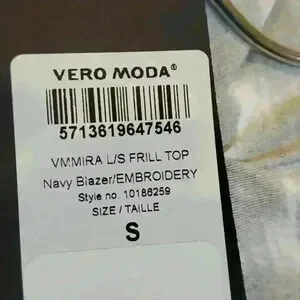 VERO MODA®
5713619647546
VMMIRA L/S FRILL TOP
Navy Blazer/EMBROIDERY
Style no. 10186259
SIZE / TAILLE
S